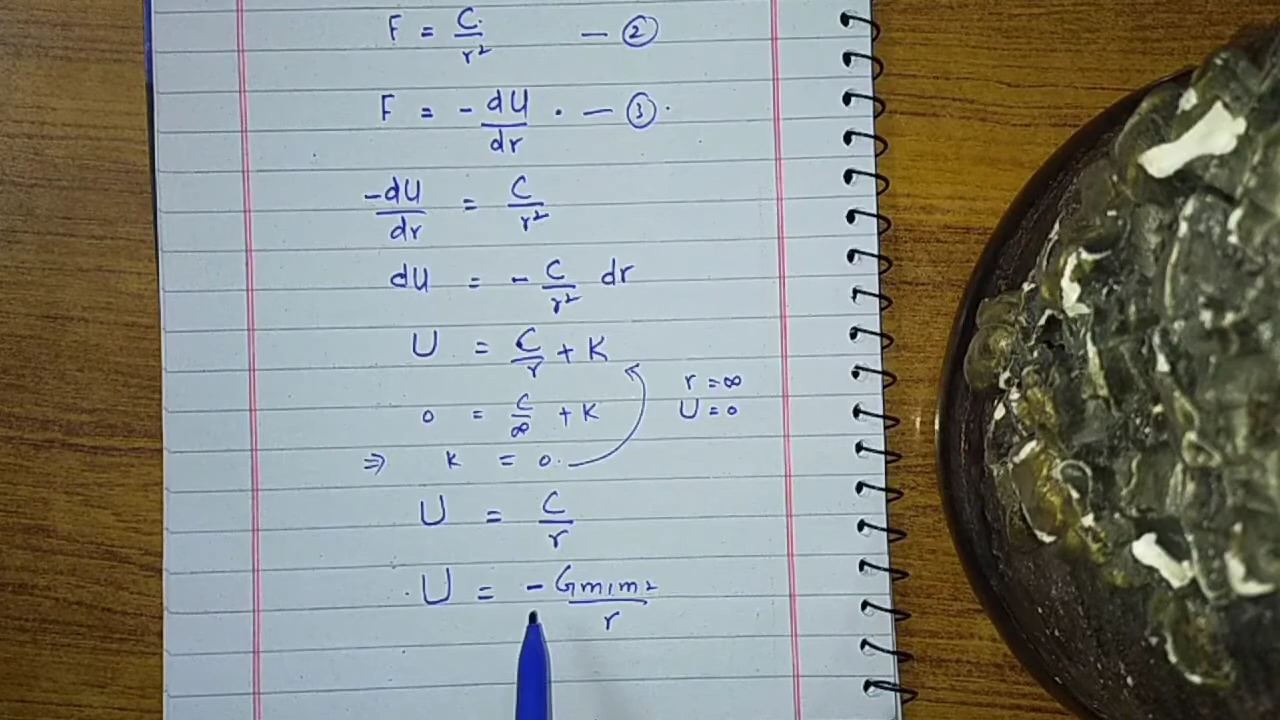 F = C/r² — ②
F = - dU/dr . — ③ .
-dU/dr = C/r²
dU = - C/r² dr
U = C/r + K
r = ∞
0 = C/∞ + K
U = 0
⇒ K = 0.
U = C/r
. U = - Gm1m2/r